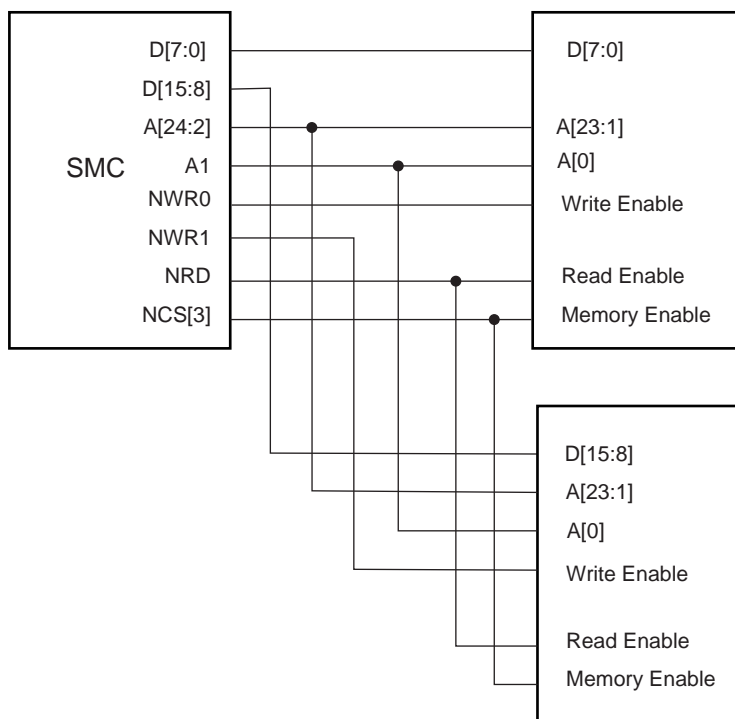 D[7:0]
D[15:8]
A[24:2]
SMC
A1
NWR0
NWR1
NRD
NCS[3]
D[7:0]
A[23:1]
A[0]
Write Enable
Read Enable
Memory Enable
D[15:8]
A[23:1]
A[0]
Write Enable
Read Enable
Memory Enable